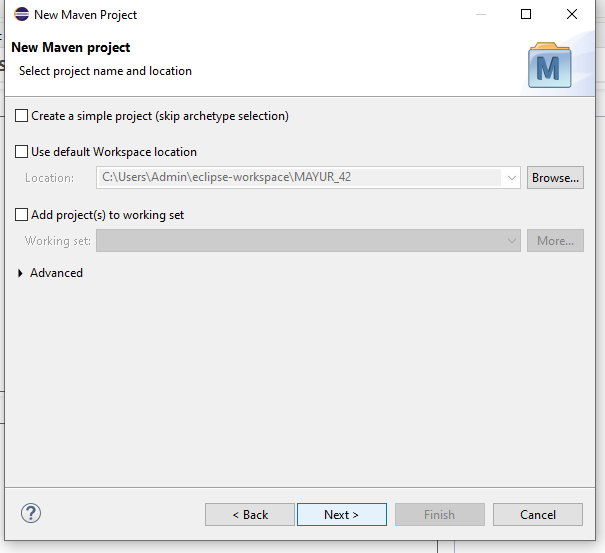 New Maven Project
New Maven project
Select project name and location
M
Create a simple project (skip archetype selection)
Use default Workspace location
Location: C:\Users\Admin\eclipse-workspace\MAYUR_42 Browse...
Add project(s) to working set
Working set: More...
Advanced
? < Back Next > Finish Cancel